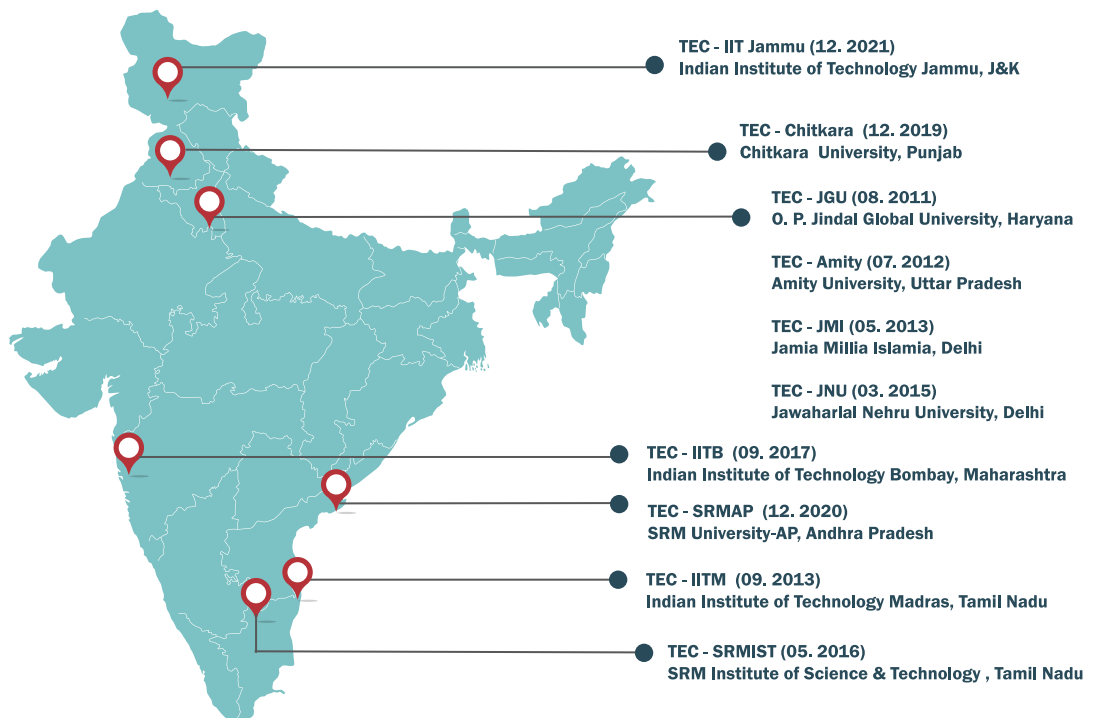 TEC - IIT Jammu (12. 2021)
Indian Institute of Technology Jammu, J&K
TEC - Chitkara (12. 2019)
Chitkara University, Punjab
TEC - JGU (08. 2011)
O. P. Jindal Global University, Haryana
TEC - Amity (07. 2012)
Amity University, Uttar Pradesh
TEC - JMI (05. 2013)
Jamia Millia Islamia, Delhi
TEC - JNU (03. 2015)
Jawaharlal Nehru University, Delhi
TEC - IITB (09. 2017)
Indian Institute of Technology Bombay, Maharashtra
TEC - SRMAP (12. 2020)
SRM University-AP, Andhra Pradesh
TEC - IITM (09. 2013)
Indian Institute of Technology Madras, Tamil Nadu
TEC - SRMIST (05. 2016)
SRM Institute of Science & Technology , Tamil Nadu